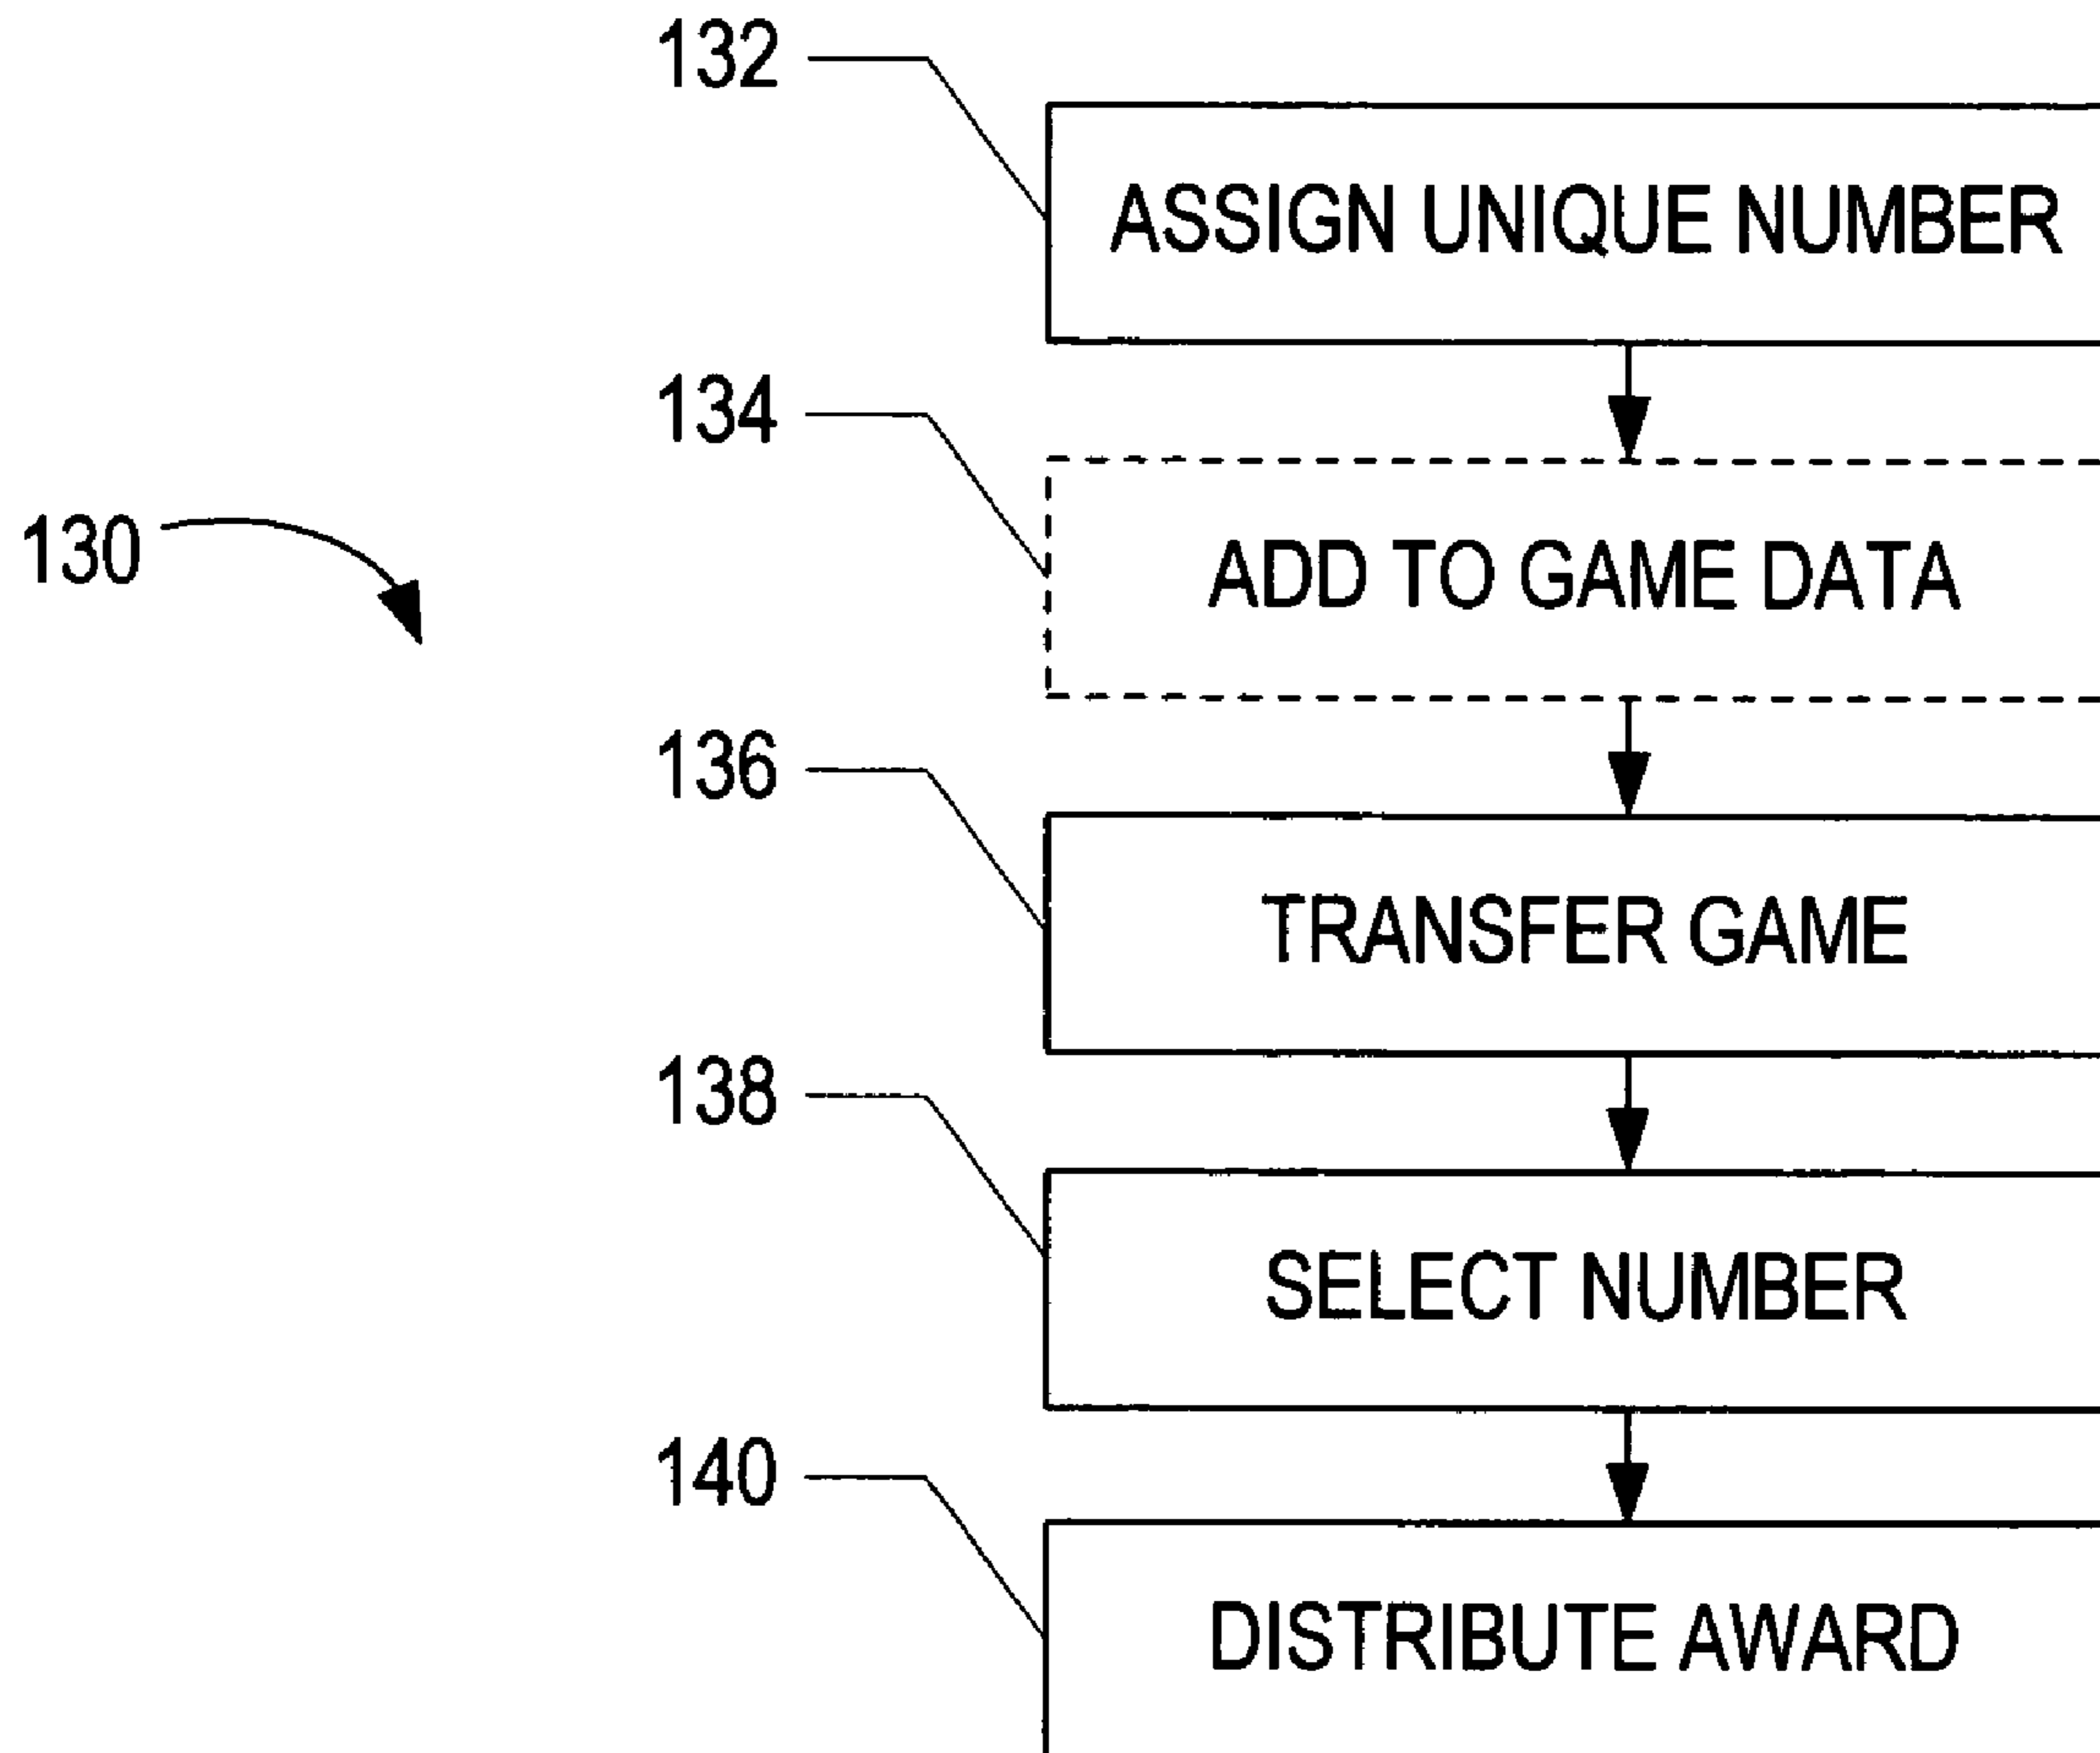 132
ASSIGN UNIQUE NUMBER
134
ADD TO GAME DATA
130
136
TRANSFER GAME
138
SELECT NUMBER
140
DISTRIBUTE AWARD